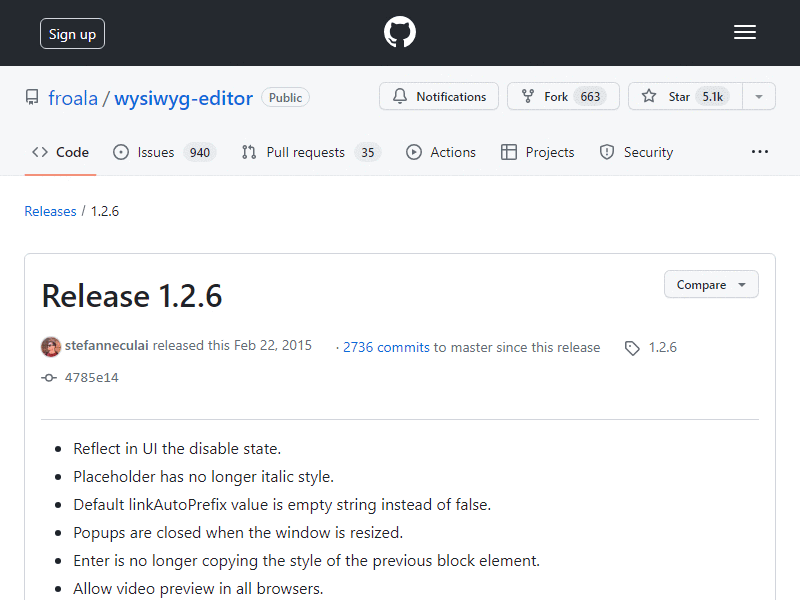 Sign up
froala / wysiwyg-editor Public Notifications Fork 663 Star 5.1k
Code Issues 940 Pull requests 35 Actions Projects Security
Releases / 1.2.6
Release 1.2.6 Compare
stefanneculai released this Feb 22, 2015 · 2736 commits to master since this release 1.2.6
4785e14
Reflect in UI the disable state.
Placeholder has no longer italic style.
Default linkAutoPrefix value is empty string instead of false.
Popups are closed when the window is resized.
Enter is no longer copying the style of the previous block element.
Allow video preview in all browsers.